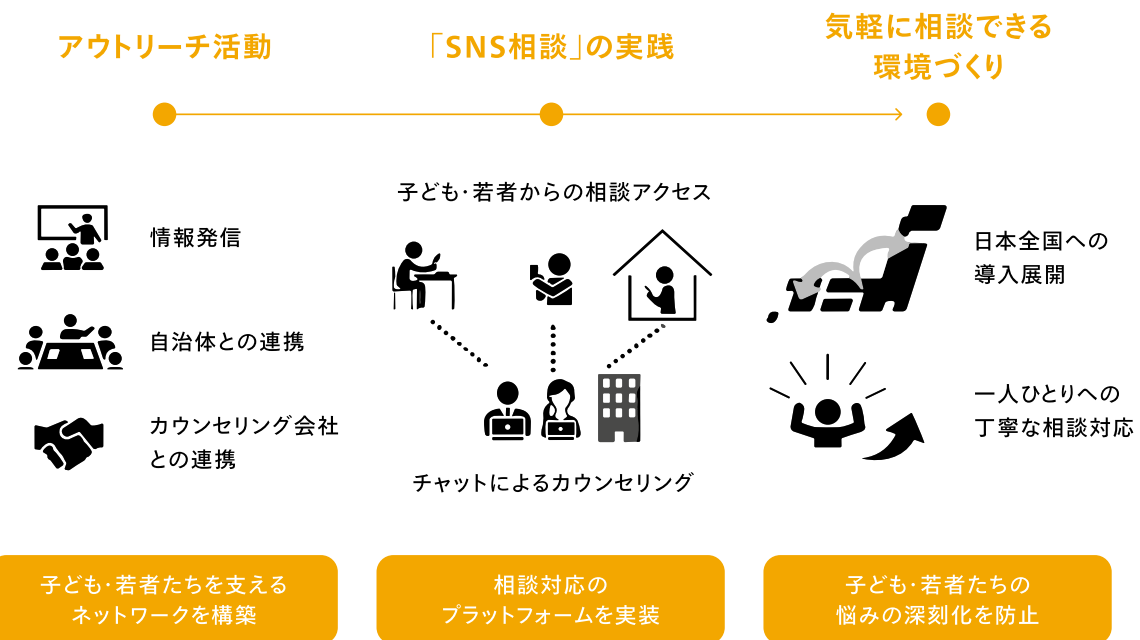 アウトリーチ活動
「SNS相談」の実践
気軽に相談できる
環境づくり
情報発信
自治体との連携
カウンセリング会社
との連携
子ども・若者からの相談アクセス
チャットによるカウンセリング
日本全国への
導入展開
一人ひとりへの
丁寧な相談対応
子ども・若者たちを支える
ネットワークを構築
相談対応の
プラットフォームを実装
子ども・若者たちの
悩みの深刻化を防止